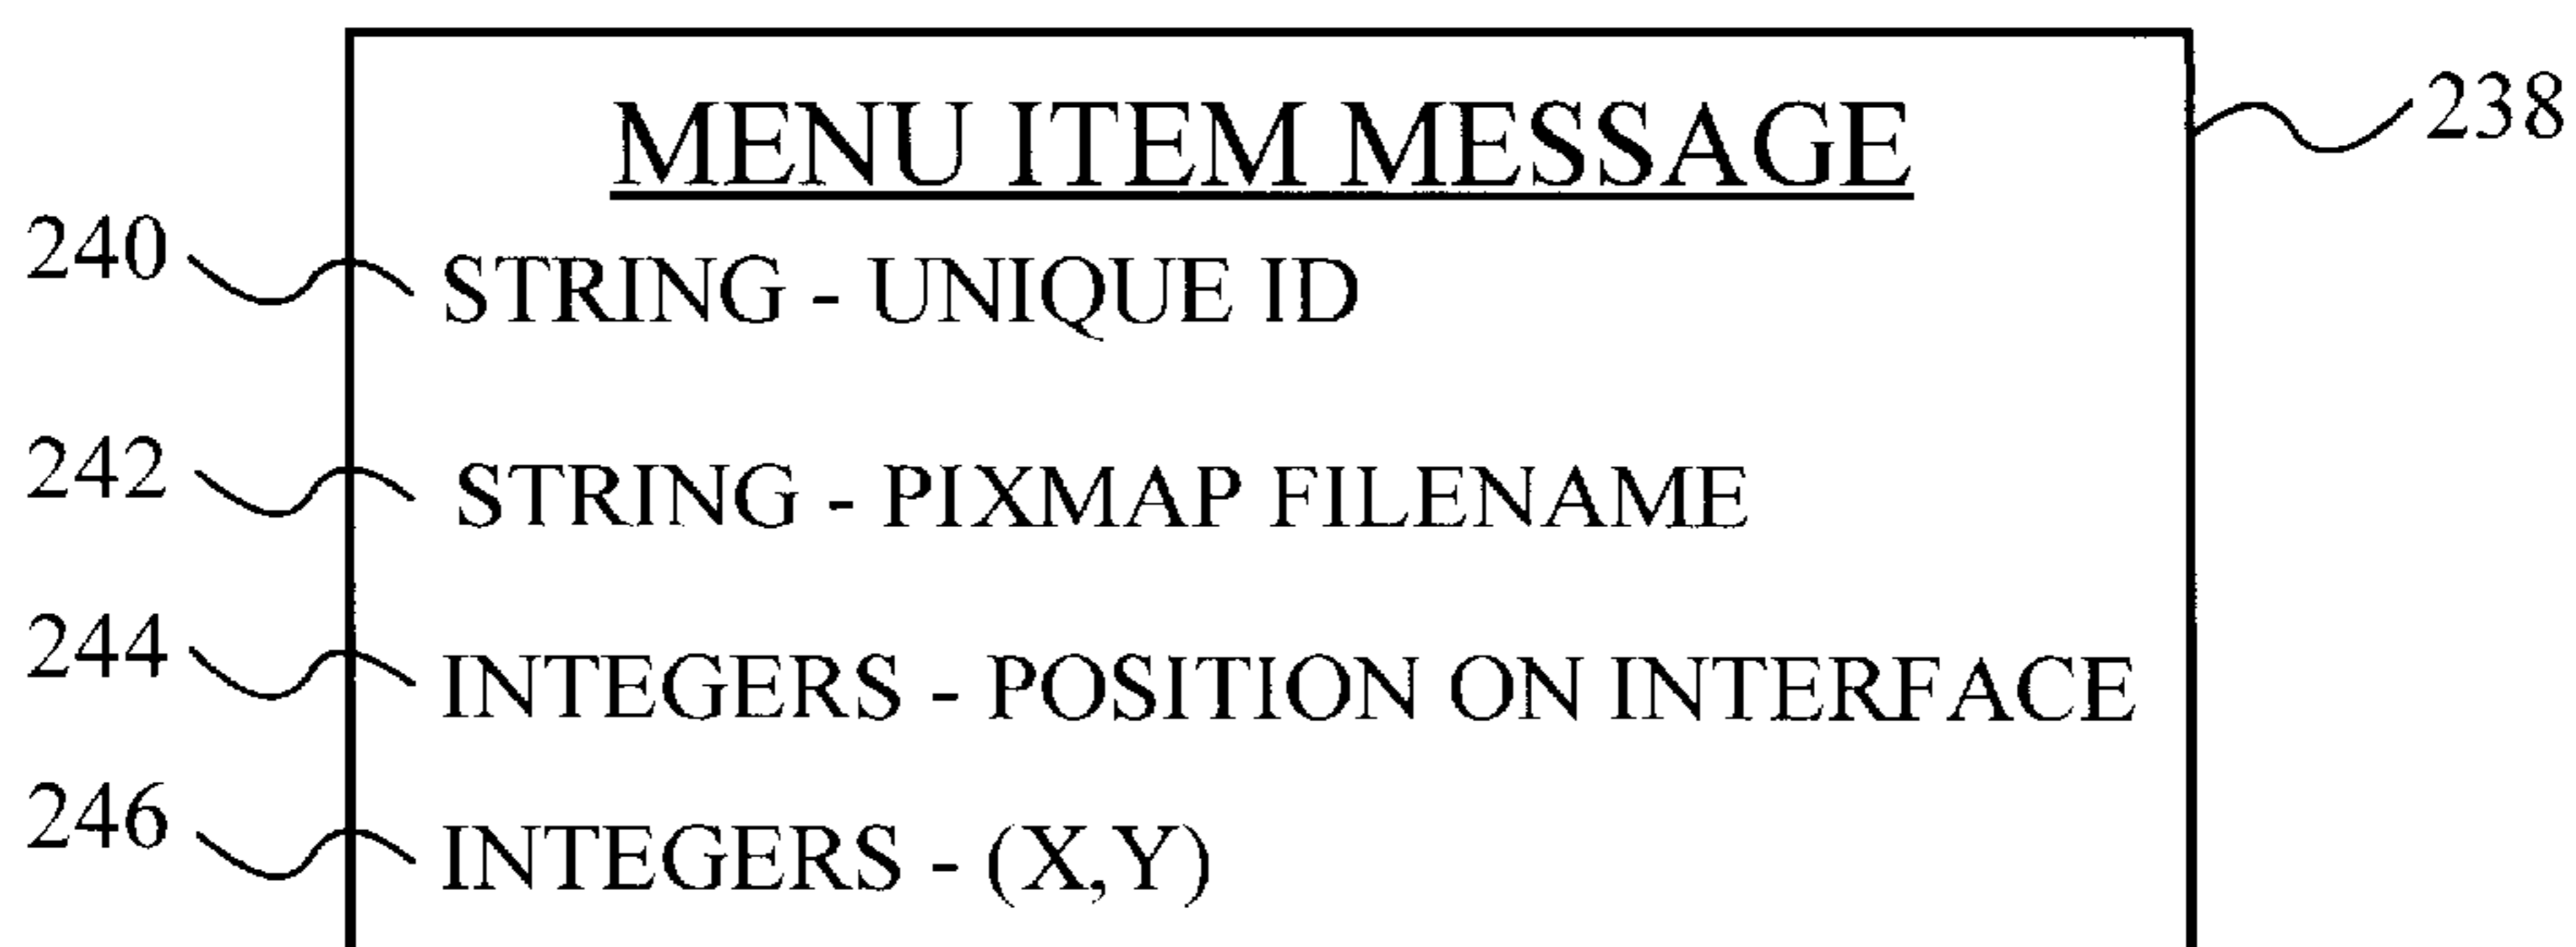 MENU ITEM MESSAGE
238
240 STRING - UNIQUE ID
242 STRING - PIXMAP FILENAME
244 INTEGERS - POSITION ON INTERFACE
246 INTEGERS - (X,Y)